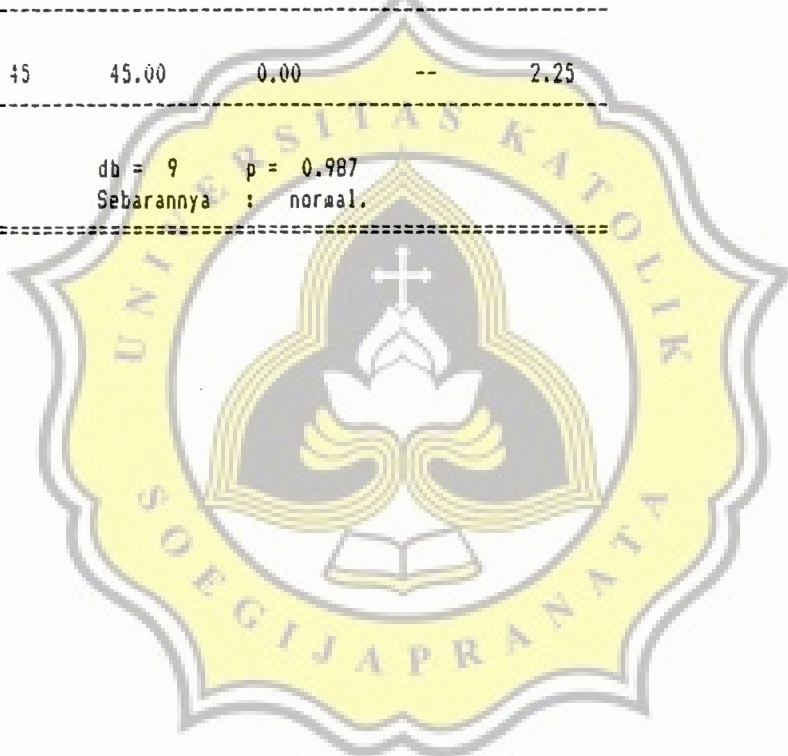 45 45.00 0.00 -- 2.25
db = 9 p = 0.987
Sebarannya : normal.
UNIVERSITAS KATOLIK
SOEGIJAPRANATA